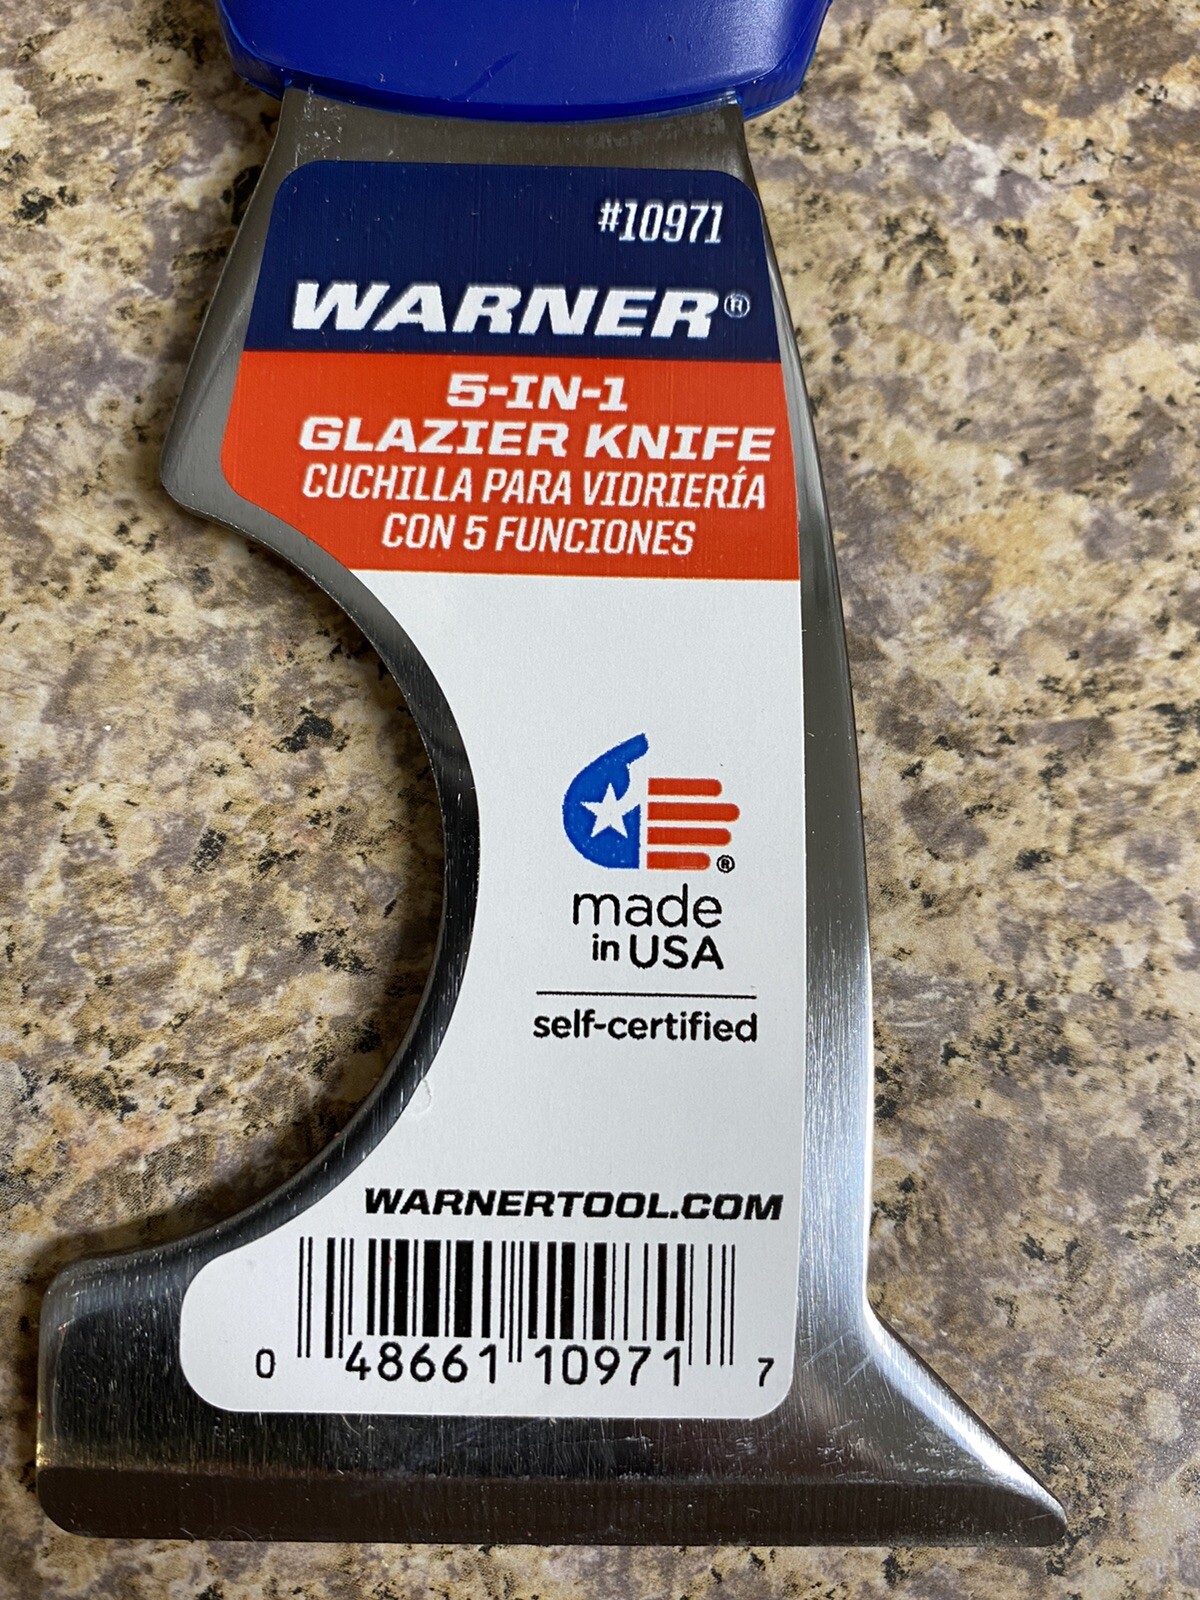 #10971
WARNER®
5-IN-1
GLAZIER KNIFE
CUCHILLA PARA VIDRIERÍA
CON 5 FUNCIONES
®
made
in USA
self-certified
WARNERTOOL.COM
0 48661 10971 7